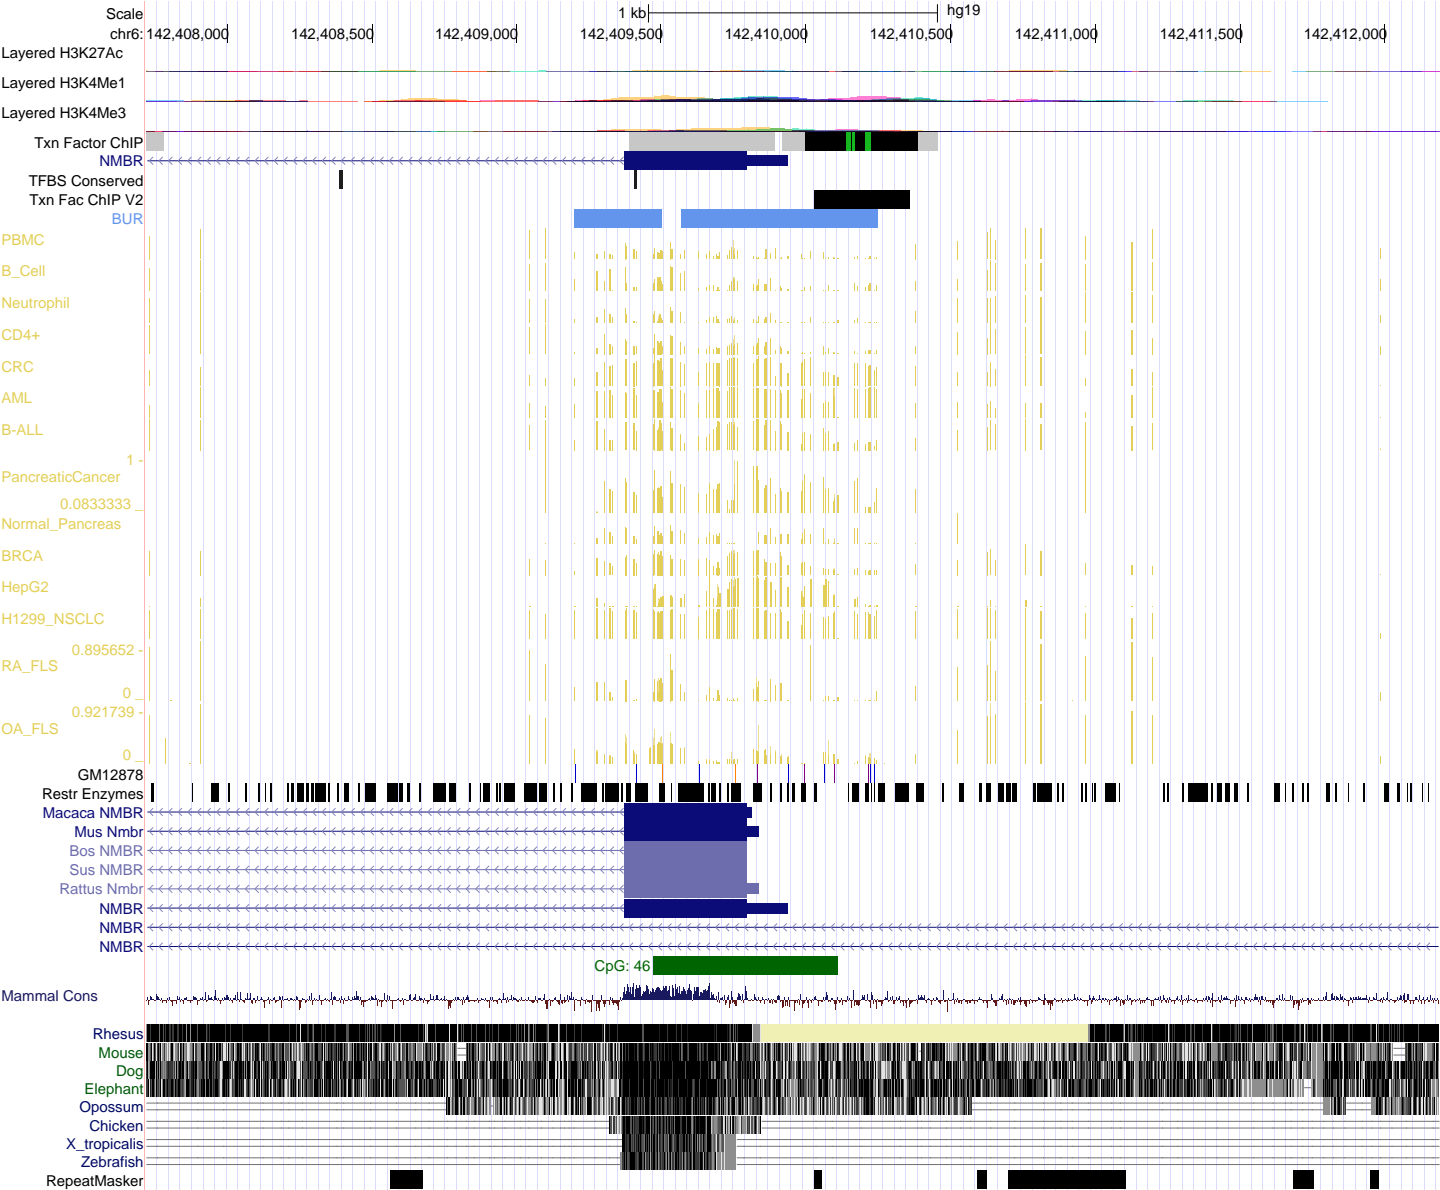 Scale 1 kb hg19
chr6: 142,408,000 142,408,500 142,409,000 142,409,500 142,410,000 142,410,500 142,411,000 142,411,500 142,412,000
Layered H3K27Ac
Layered H3K4Me1
Layered H3K4Me3
Txn Factor ChIP
NMBR
TFBS Conserved
Txn Fac ChIP V2
BUR
PBMC
B_Cell
Neutrophil
CD4+
CRC
AML
B-ALL
1 -
PancreaticCancer
0.0833333 _
Normal_Pancreas
BRCA
HepG2
H1299_NSCLC
0.895652 -
RA_FLS
0 _
0.921739 -
OA_FLS
0 _
GM12878
Restr Enzymes
Macaca NMBR
Mus Nmbr
Bos NMBR
Sus NMBR
Rattus Nmbr
NMBR
NMBR
NMBR
CpG: 46
Mammal Cons
Rhesus
Mouse
Dog
Elephant
Opossum
Chicken
X_tropicalis
Zebrafish
RepeatMasker